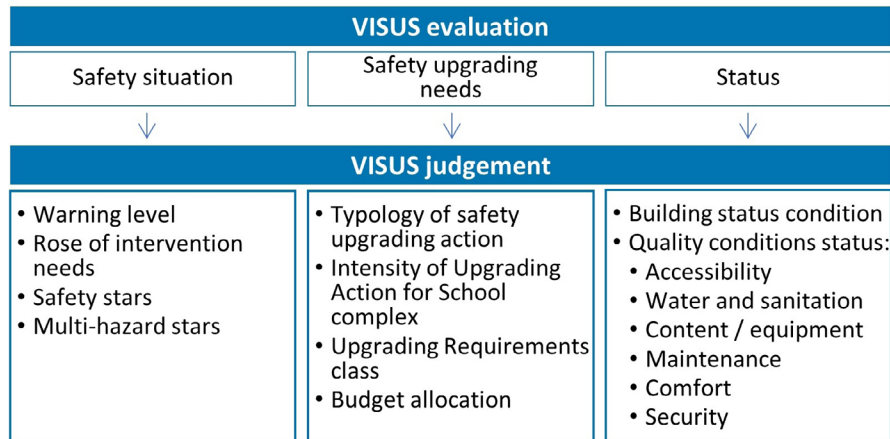 VISUS evaluation
Safety situation
Safety upgrading
needs
Status
VISUS judgement
• Warning level
• Rose of intervention
needs
• Safety stars
• Multi-hazard stars
• Typology of safety
upgrading action
• Intensity of Upgrading
Action for School
complex
• Upgrading Requirements
class
• Budget allocation
• Building status condition
• Quality conditions status:
• Accessibility
• Water and sanitation
• Content / equipment
• Maintenance
• Comfort
• Security